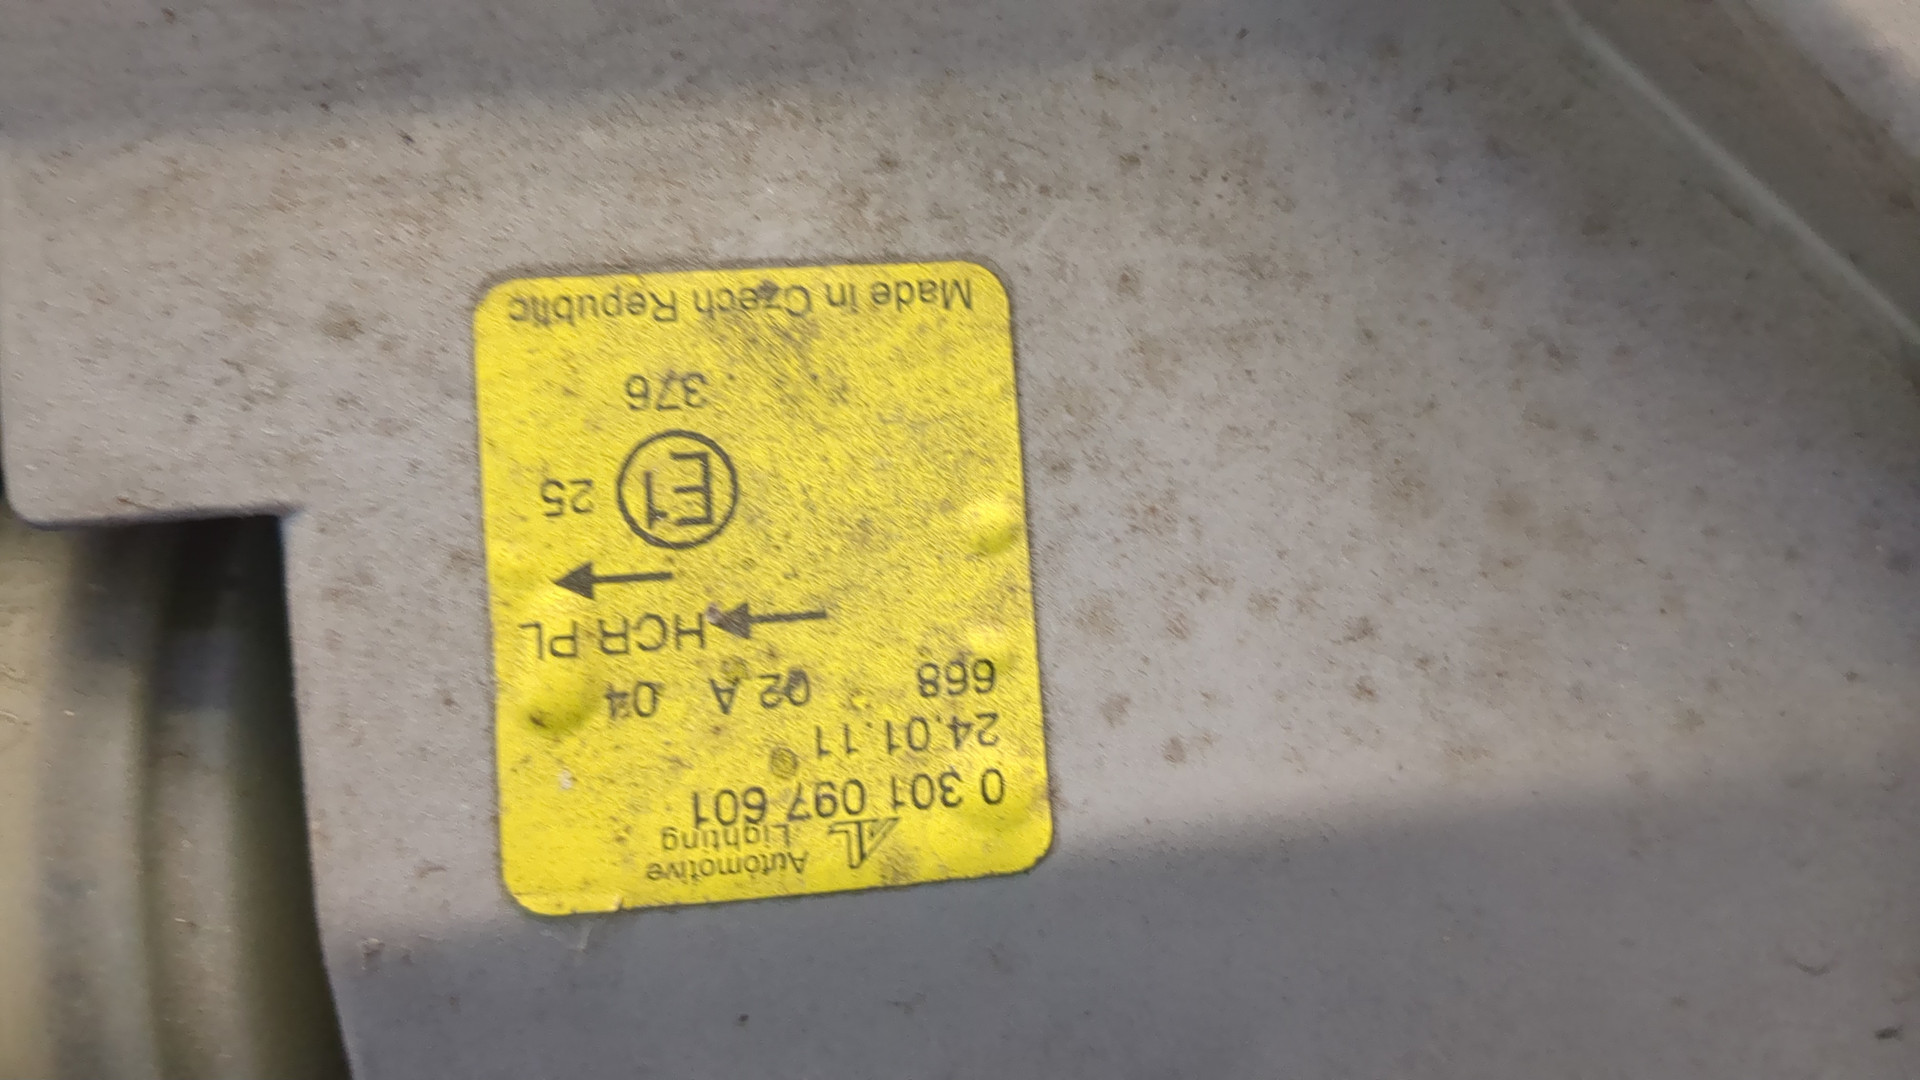 AL Automotive
Lighting
0 301 097 601
24.01.11
668 02 A 04
HCR PL
E1 25
376
Made in Czech Republic